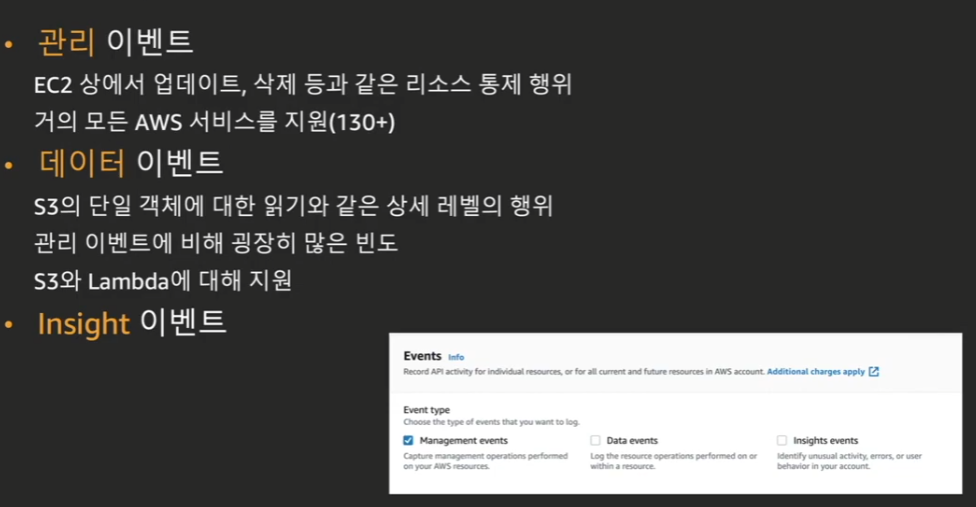 • 관리 이벤트
EC2 상에서 업데이트, 삭제 등과 같은 리소스 통제 행위
거의 모든 AWS 서비스를 지원(130+)
• 데이터 이벤트
S3의 단일 객체에 대한 읽기와 같은 상세 레벨의 행위
관리 이벤트에 비해 굉장히 많은 빈도
S3와 Lambda에 대해 지원
• Insight 이벤트
Events Info
Record API activity for individual resources, or for all current and future resources in AWS account. Additional charges apply
Event type
Choose the type of events that you want to log.
Management events
Capture management operations performed
on your AWS resources.
Data events
Log the resource operations performed on or
within a resource.
Insights events
Identify unusual activity, errors, or user
behavior in your account.